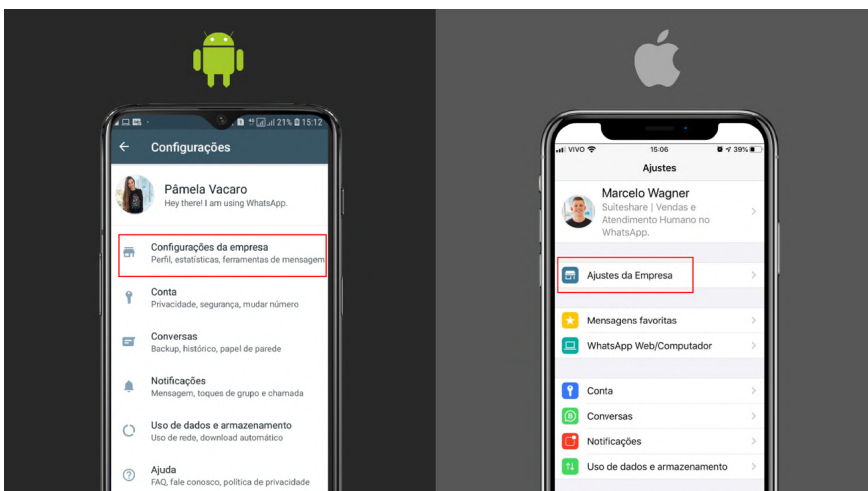 21% 15:12
Configurações
Pâmela Vacaro
Hey there! I am using WhatsApp.
Configurações da empresa
Perfil, estatísticas, ferramentas de mensagem
Conta
Privacidade, segurança, mudar número
Conversas
Backup, histórico, papel de parede
Notificações
Mensagem, toques de grupo e chamada
Uso de dados e armazenamento
Uso de rede, download automático
Ajuda
FAQ, fale conosco, política de privacidade
VIVO 15:06 39%
Ajustes
Marcelo Wagner
Suiteshare | Vendas e
Atendimento Humano no
WhatsApp.
Ajustes da Empresa
Mensagens favoritas
WhatsApp Web/Computador
Conta
Conversas
Notificações
Uso de dados e armazenamento